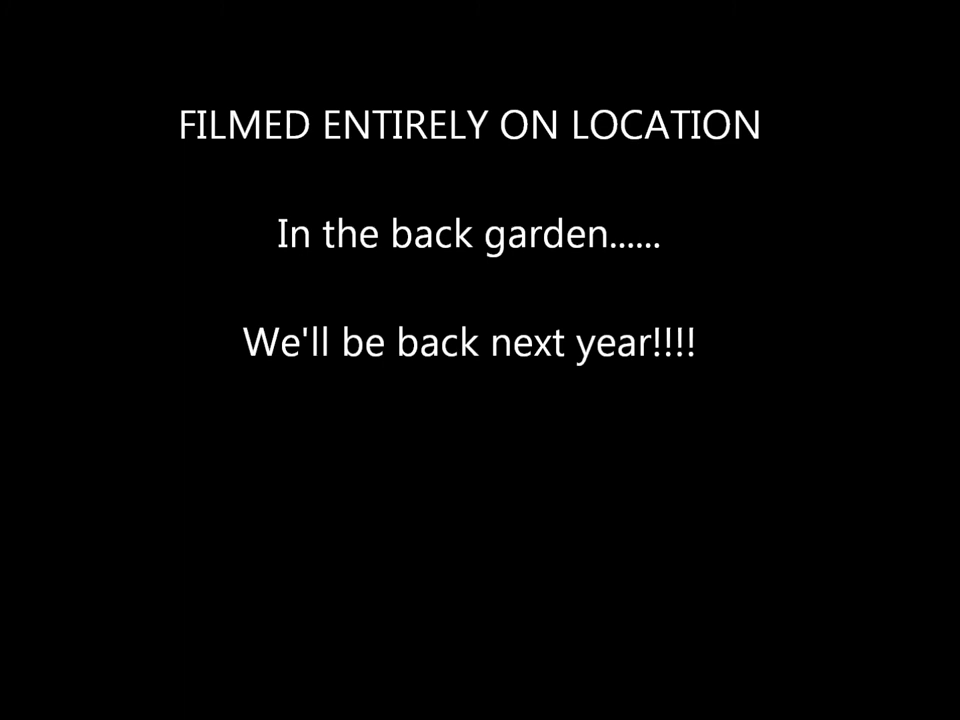 FILMED ENTIRELY ON LOCATION
In the back garden......
We'll be back next year!!!!